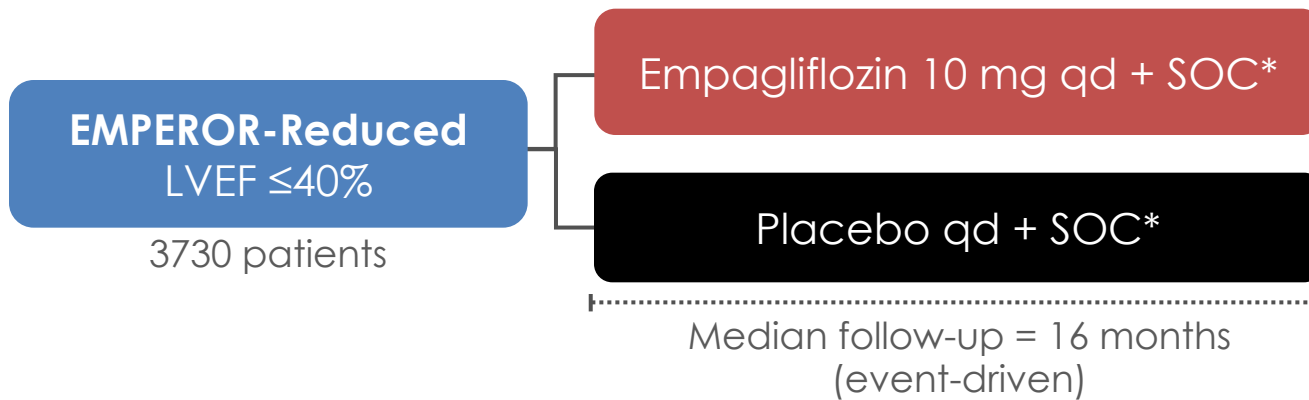 EMPEROR-Reduced
LVEF ≤40%
3730 patients
Empagliflozin 10 mg qd + SOC*
Placebo qd + SOC*
Median follow-up = 16 months
(event-driven)